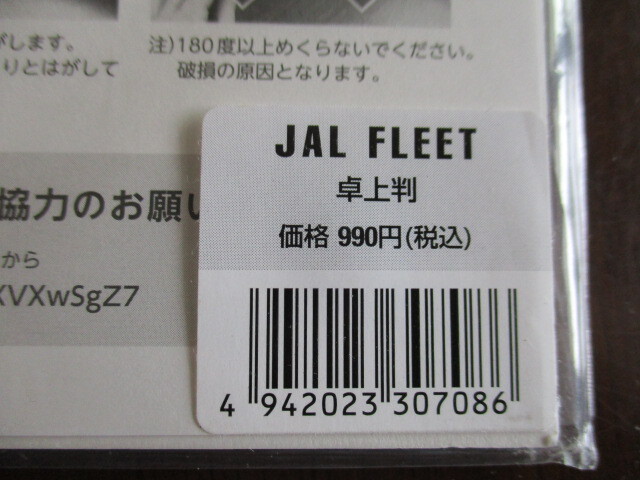 がします。
りとはがして
注)180度以上めくらないでください。
破損の原因となります。
協力のお願い
から
XVXwSgZ7
JAL FLEET
卓上判
価格 990円(税込)
4 942023 307086